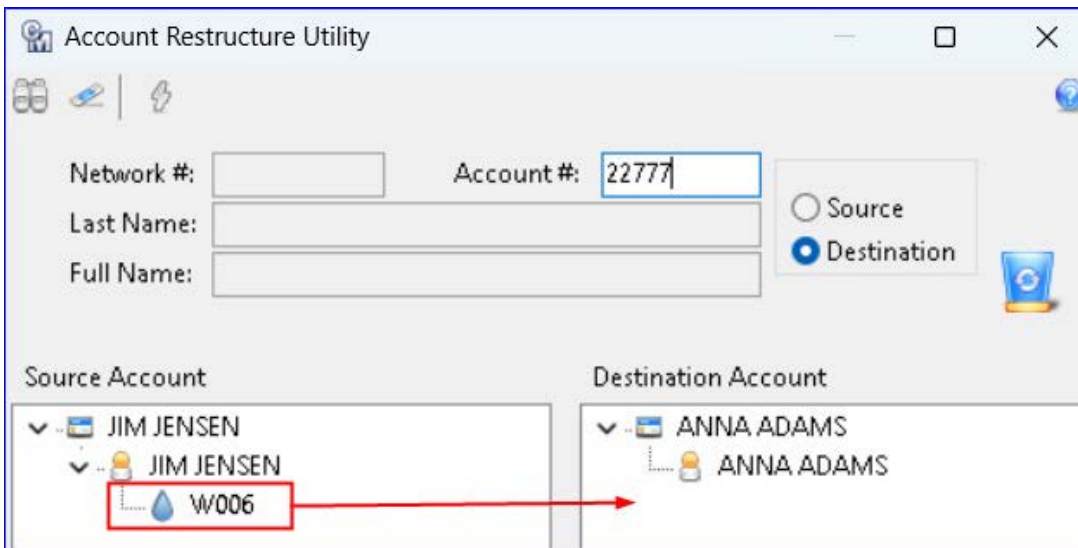 Account Restructure Utility
Network #: Account #: 22777
Last Name: Source
Full Name: Destination
Source Account Destination Account
JIM JENSEN ANNA ADAMS
JIM JENSEN ANNA ADAMS
W006